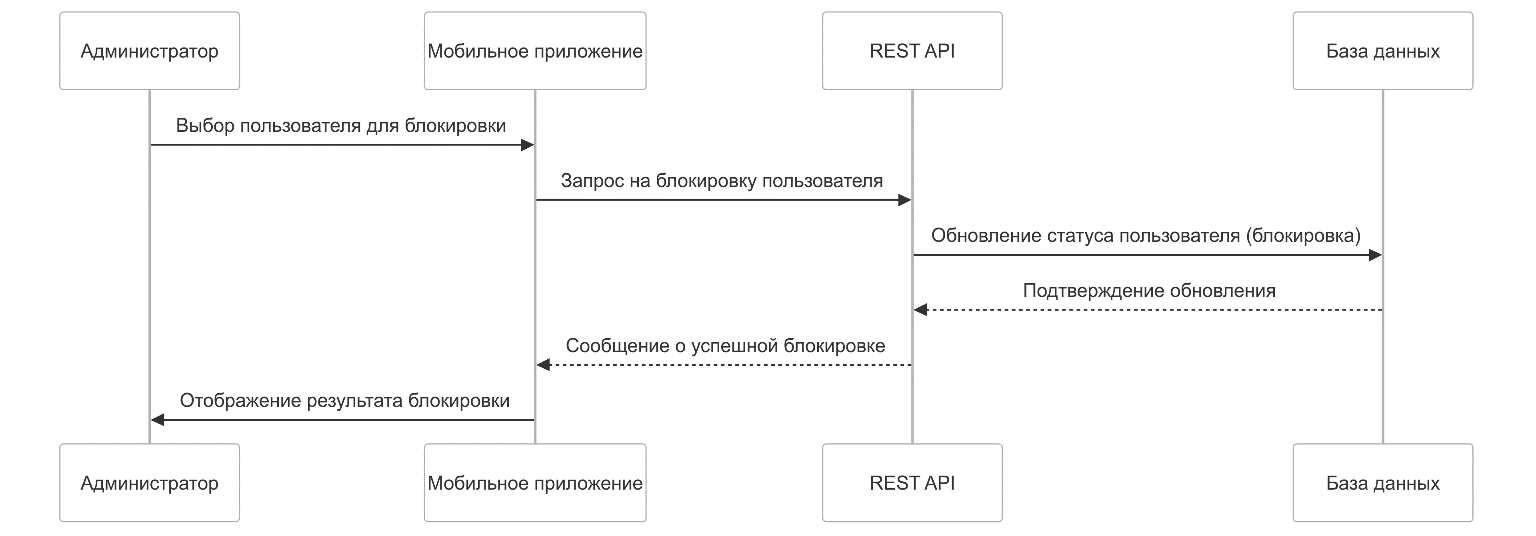 Администратор
Мобильное приложение
REST API
База данных
Выбор пользователя для блокировки
Запрос на блокировку пользователя
Обновление статуса пользователя (блокировка)
Подтверждение обновления
Сообщение о успешной блокировке
Отображение результата блокировки
Администратор
Мобильное приложение
REST API
База данных